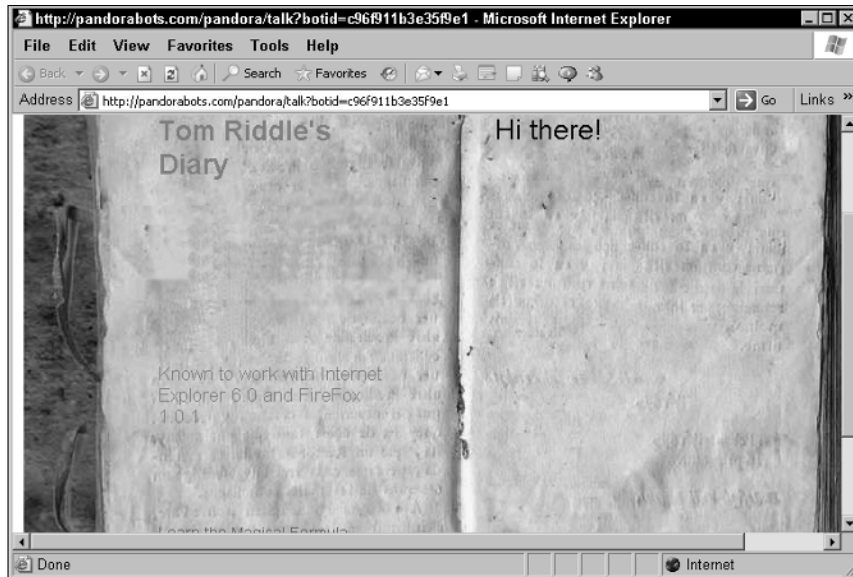 http://pandorabots.com/pandora/talk?botid=c96f911b3e35f9e1 - Microsoft Internet Explorer
File Edit View Favorites Tools Help
Back Search Favorites
Address http://pandorabots.com/pandora/talk?botid=c96f911b3e35f9e1 Go Links »
Tom Riddle's
Diary
Hi there!
Known to work with Internet
Explorer 6.0 and FireFox
1.0.1
Learn the Magical Formula
Done Internet